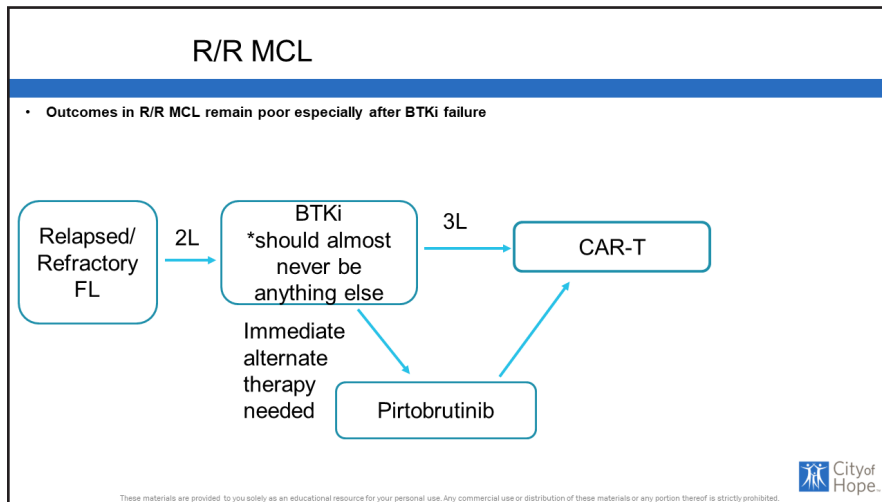 R/R MCL
• Outcomes in R/R MCL remain poor especially after BTKi failure
Relapsed/
Refractory
FL
2L
BTKi
*should almost
never be
anything else
3L
CAR-T
Immediate
alternate
therapy
needed
Pirtobrutinib
City of
Hope
These materials are provided to you solely as an educational resource for your personal use. Any commercial use or distribution of these materials or any portion thereof is strictly prohibited.